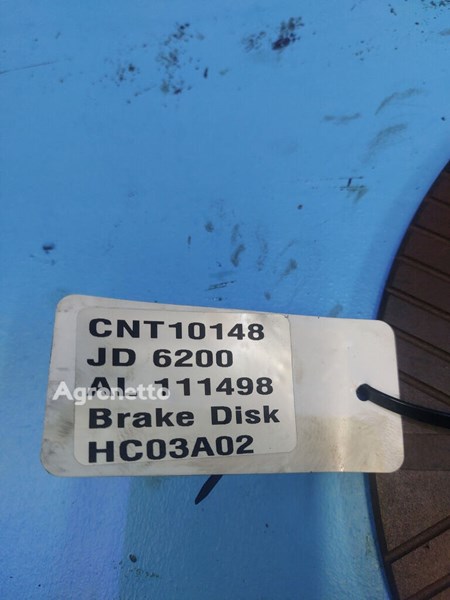 CNT10148
JD 6200
AL 111498
Agronetto
Brake Disk
HC03A02